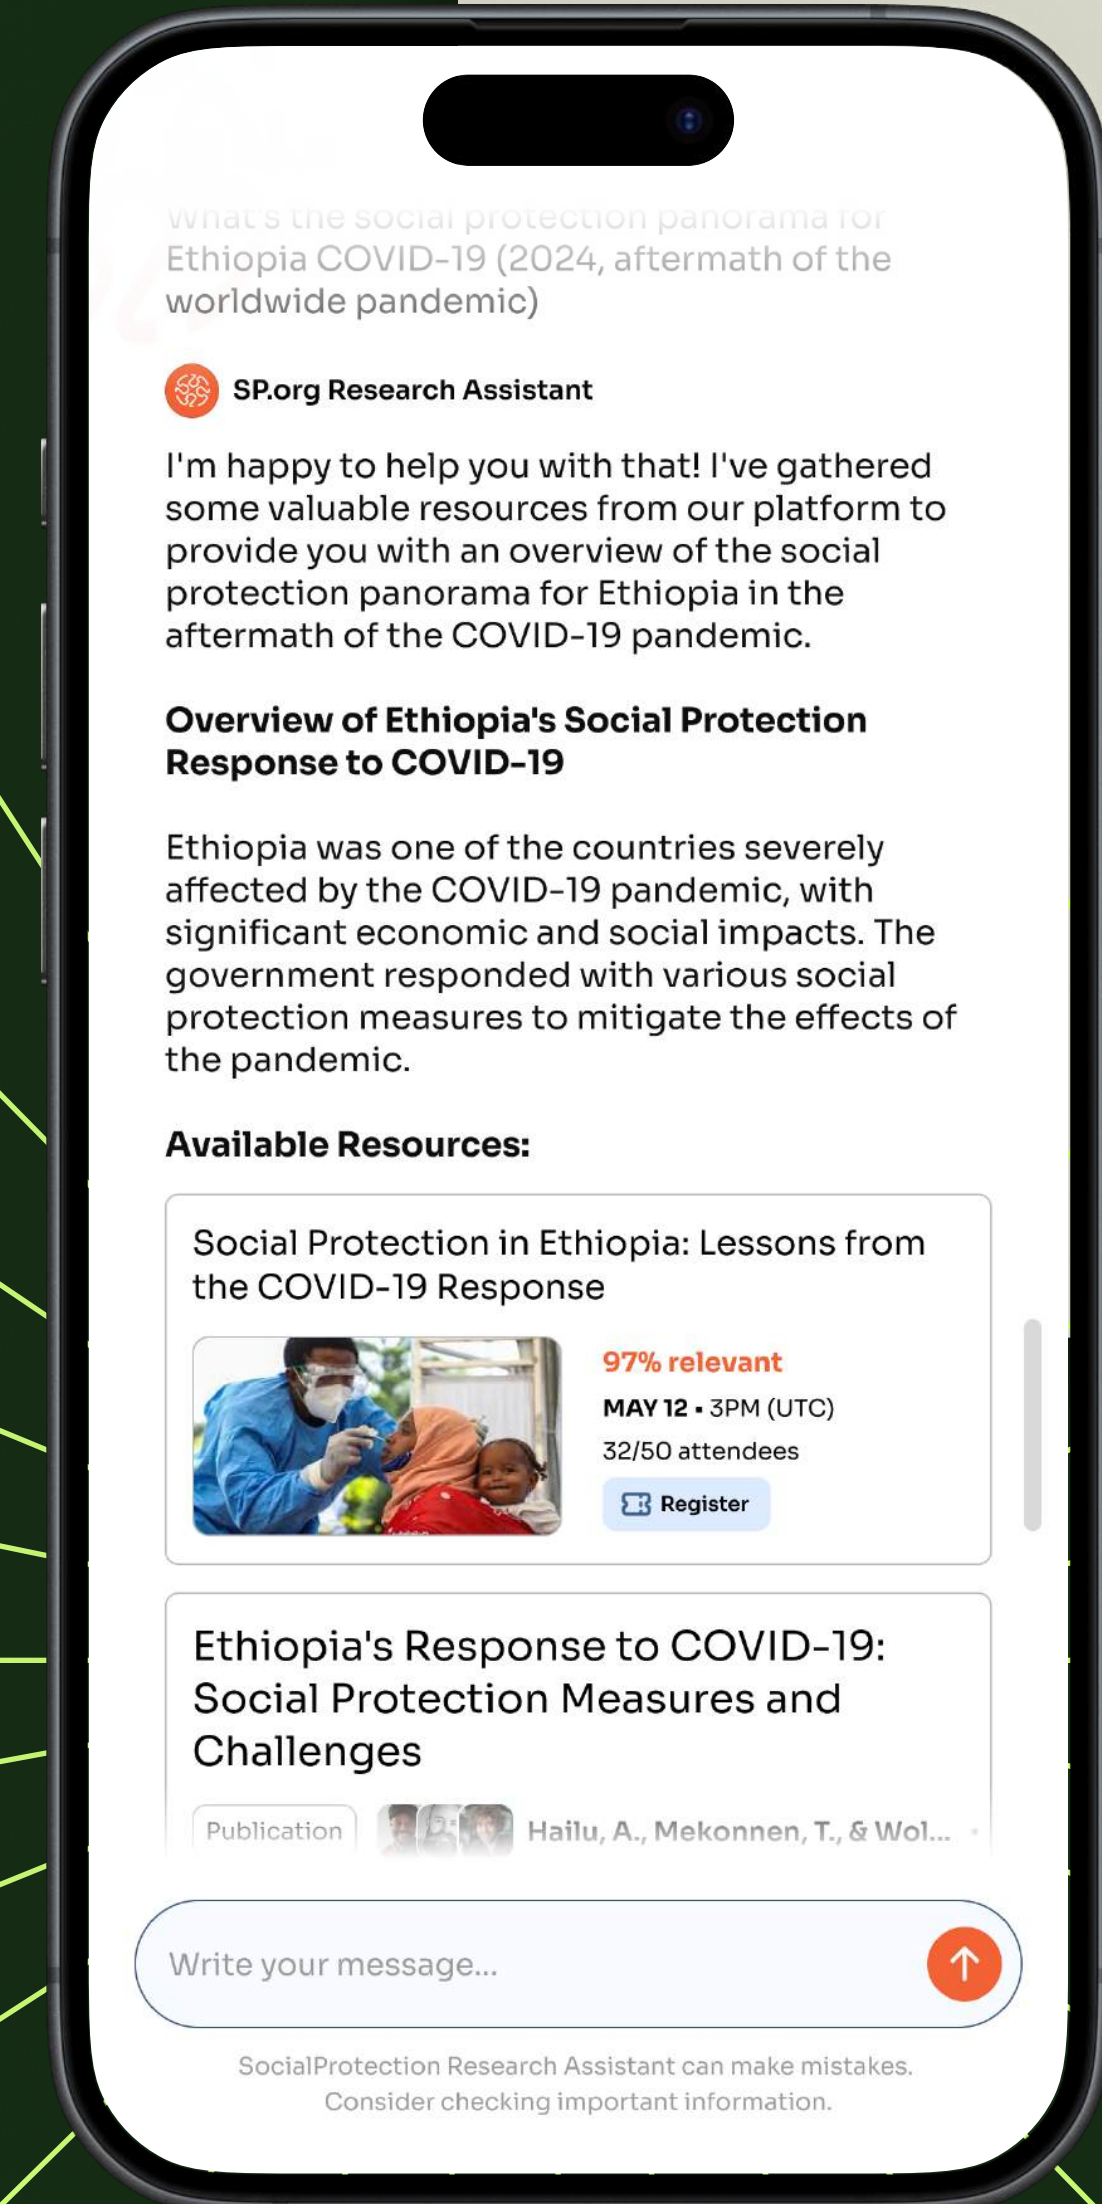 What's the social protection panorama for
Ethiopia COVID-19 (2024, aftermath of the
worldwide pandemic)
SP.org Research Assistant
I'm happy to help you with that! I've gathered
some valuable resources from our platform to
provide you with an overview of the social
protection panorama for Ethiopia in the
aftermath of the COVID-19 pandemic.
Overview of Ethiopia's Social Protection
Response to COVID-19
Ethiopia was one of the countries severely
affected by the COVID-19 pandemic, with
significant economic and social impacts. The
government responded with various social
protection measures to mitigate the effects of
the pandemic.
Available Resources:
Social Protection in Ethiopia: Lessons from
the COVID-19 Response
97% relevant
MAY 12 • 3PM (UTC)
32/50 attendees
Register
Ethiopia's Response to COVID-19:
Social Protection Measures and
Challenges
Publication Hailu, A., Mekonnen, T., & Wol... •
Write your message...
SocialProtection Research Assistant can make mistakes.
Consider checking important information.